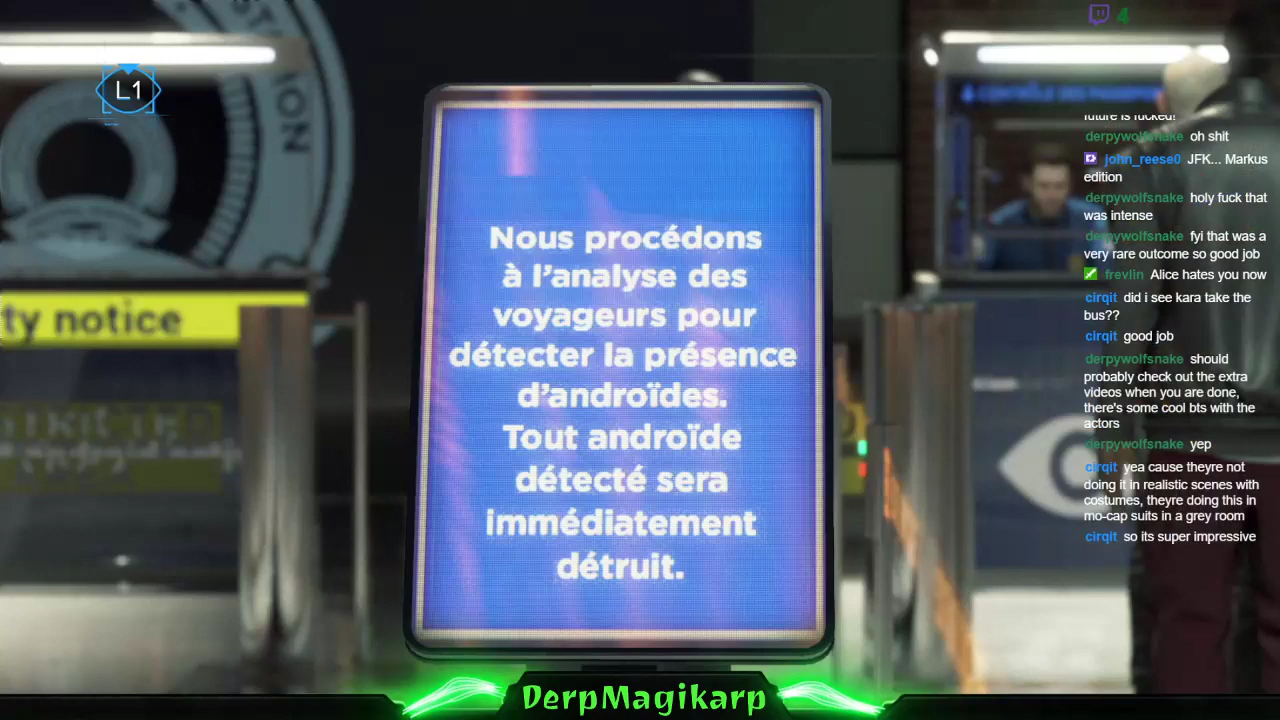 4
L1
CONTRÔLE DES PASSEPORTS
ty notice
Nous procédons
à l'analyse des
voyageurs pour
détecter la présence
d'androïdes.
Tout androïde
détecté sera
immédiatement
détruit.
future is fucked!
derpywolfsnake oh shit
john_reese0 JFK... Markus
edition
derpywolfsnake holy fuck that
was intense
derpywolfsnake fyi that was a
very rare outcome so good job
frevlin Alice hates you now
cirqit did i see kara take the
bus??
cirqit good job
derpywolfsnake should
probably check out the extra
videos when you are done,
there's some cool bts with the
actors
derpywolfsnake yep
cirqit yea cause theyre not
doing it in realistic scenes with
costumes, theyre doing this in
mo-cap suits in a grey room
cirqit so its super impressive
DerpMagikarp